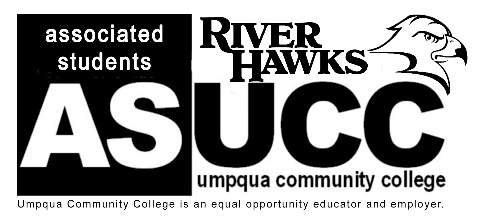 associated
students
RIVER
HAWKS
ASUCC
umpqua community college
Umpqua Community College is an equal opportunity educator and employer.